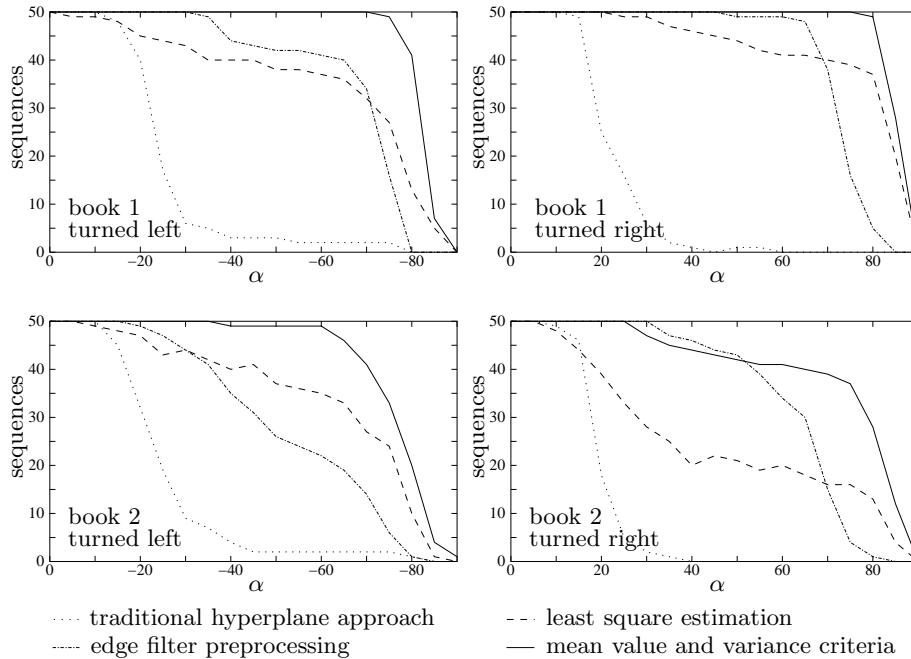 50
40
30
20
10
0
sequences
book 1
turned left
0 −20 −40 −60 −80
α
50
40
30
20
10
0
sequences
book 1
turned right
0 20 40 60 80
α
50
40
30
20
10
0
sequences
book 2
turned left
0 −20 −40 −60 −80
α
50
40
30
20
10
0
sequences
book 2
turned right
0 20 40 60 80
α
traditional hyperplane approach
edge filter preprocessing
least square estimation
mean value and variance criteria